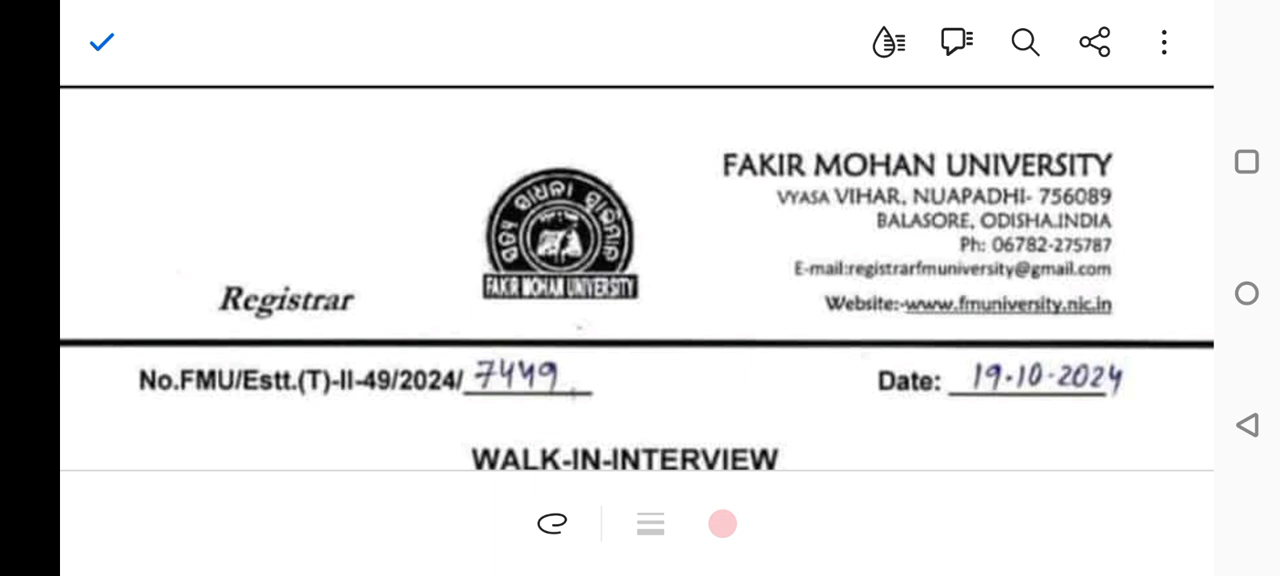 FAKIR MOHAN UNIVERSITY
VYASA VIHAR, NUAPADHI- 756089
BALASORE, ODISHA.INDIA
Ph: 06782-275787
E-mail:registrarfmuniversity@gmail.com
Website:-www.fmuniversity.nic.in
FAKIR MOHAN UNIVERSITY
Registrar
No.FMU/Estt.(T)-II-49/2024/ 7449
Date: 19-10-2024
WALK-IN-INTERVIEW